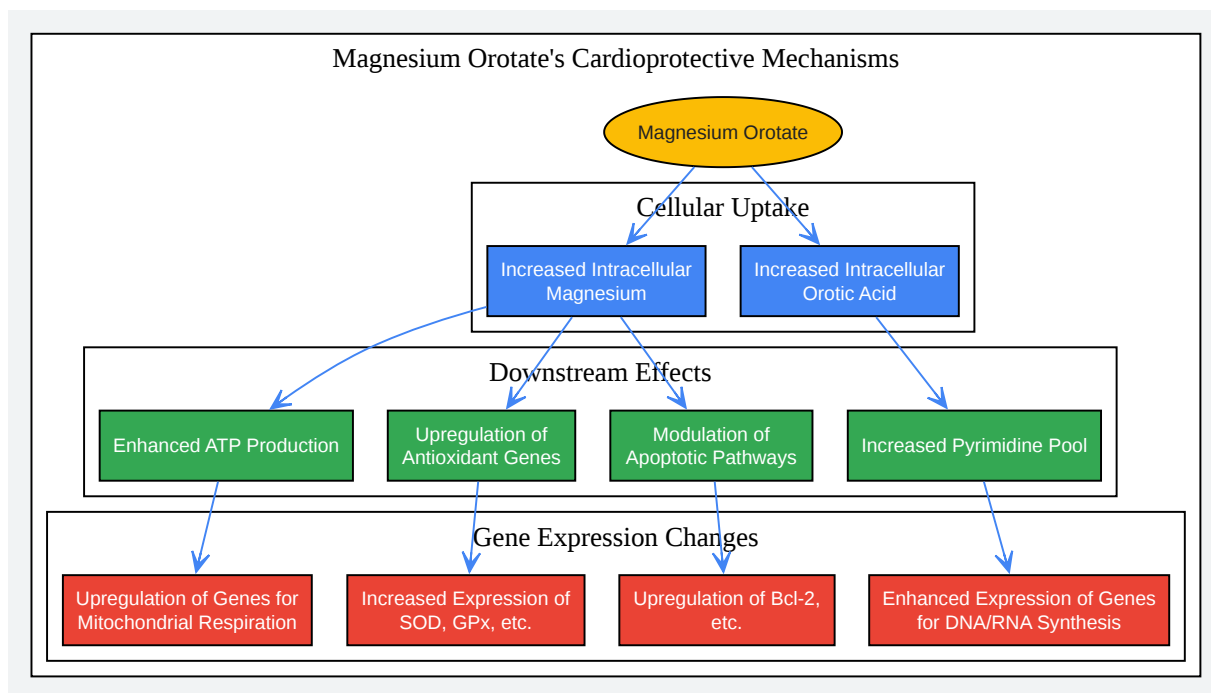 Magnesium Orotate's Cardioprotective Mechanisms
Magnesium Orotate
Cellular Uptake
Increased Intracellular
Magnesium
Increased Intracellular
Orotic Acid
Downstream Effects
Enhanced ATP Production
Upregulation of
Antioxidant Genes
Modulation of
Apoptotic Pathways
Increased Pyrimidine Pool
Gene Expression Changes
Upregulation of Genes for
Mitochondrial Respiration
Increased Expression of
SOD, GPx, etc.
Upregulation of Bcl-2,
etc.
Enhanced Expression of Genes
for DNA/RNA Synthesis